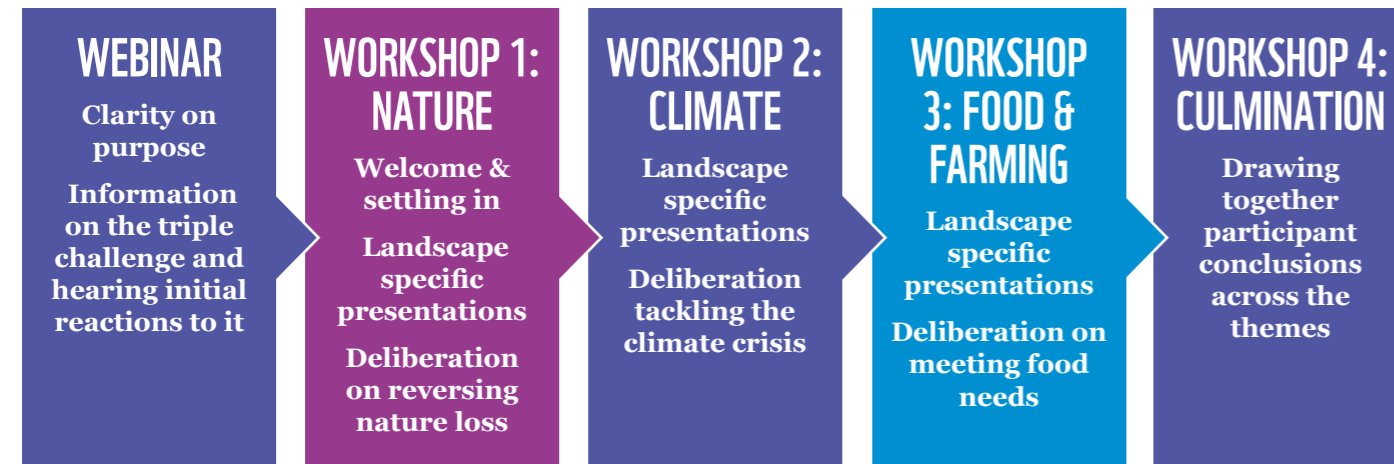 WEBINAR
Clarity on
purpose
Information
on the triple
challenge and
hearing initial
reactions to it
WORKSHOP 1:
NATURE
Welcome &
settling in
Landscape
specific
presentations
Deliberation
on reversing
nature loss
WORKSHOP 2:
CLIMATE
Landscape
specific
presentations
Deliberation
tackling the
climate crisis
WORKSHOP
3: FOOD &
FARMING
Landscape
specific
presentations
Deliberation on
meeting food
needs
WORKSHOP 4:
CULMINATION
Drawing
together
participant
conclusions
across the
themes